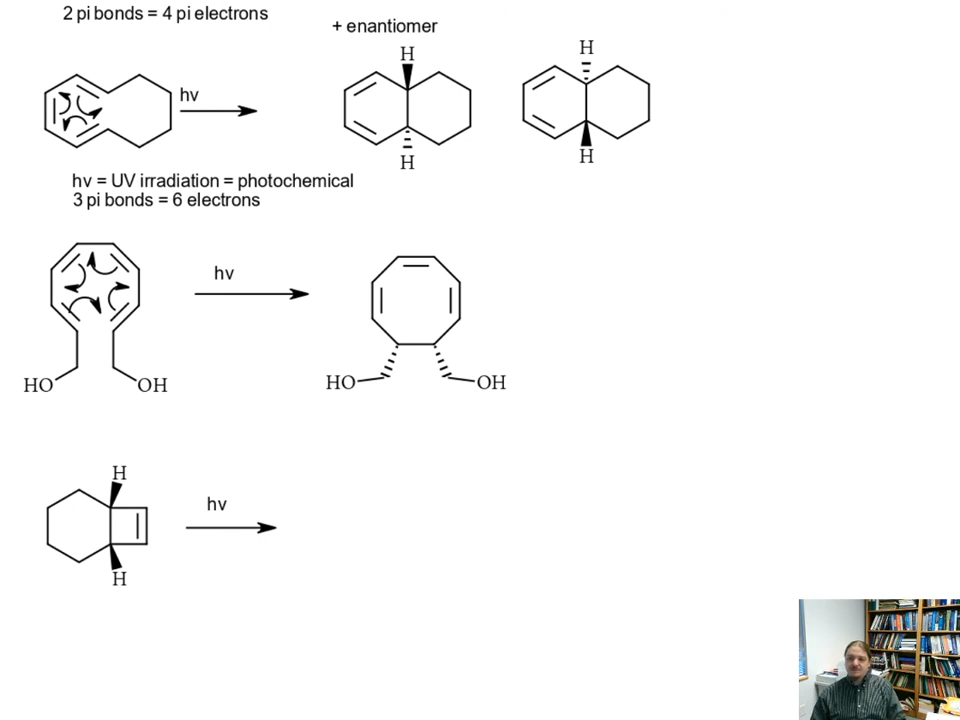 2 pi bonds = 4 pi electrons
+ enantiomer
H
H
hv
H
H
hv = UV irradiation = photochemical
3 pi bonds = 6 electrons
hv
HO
OH
HO
OH
H
hv
H